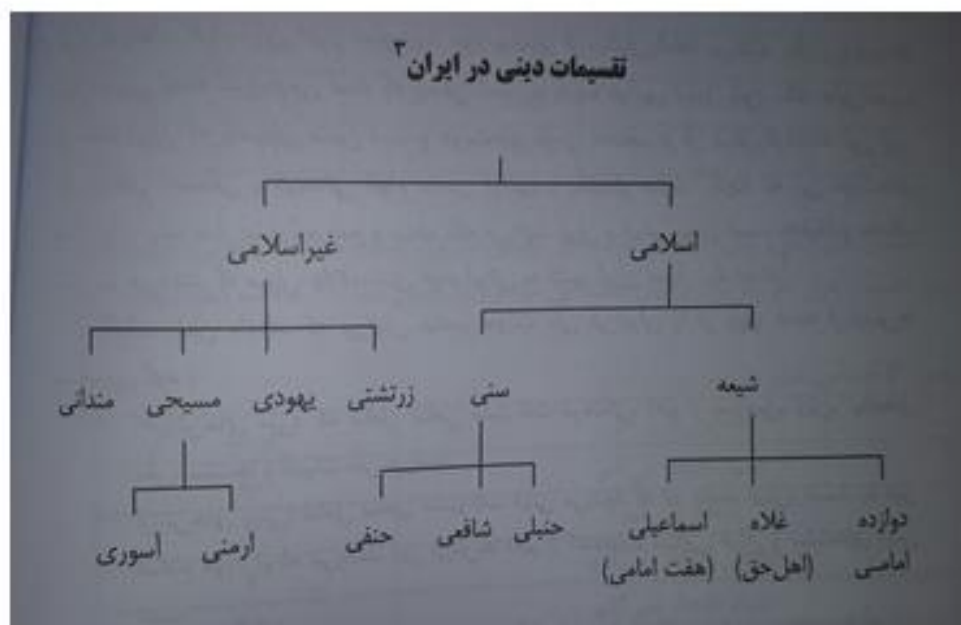 تقسیمات دینی در ایران۳
اسلامی غیراسلامی
شیعه سنی زرتشتی یهودی مسیحی مندائی
دوازده غلاه اسماعیلی حنبلی شافعی حنفی ارمنی آسوری
امامی (اهل‌حق) (هفت امامی)